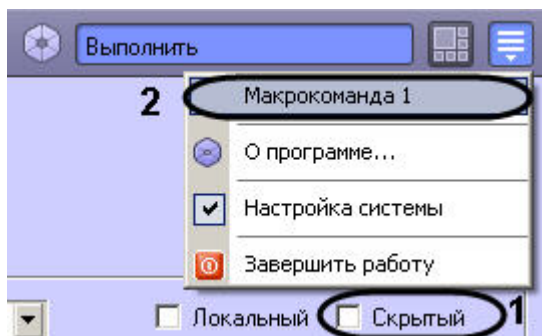 Выполнить
2 Макрокоманда 1
О программе...
Настройка системы
Завершить работу
Локальный Скрытый 1